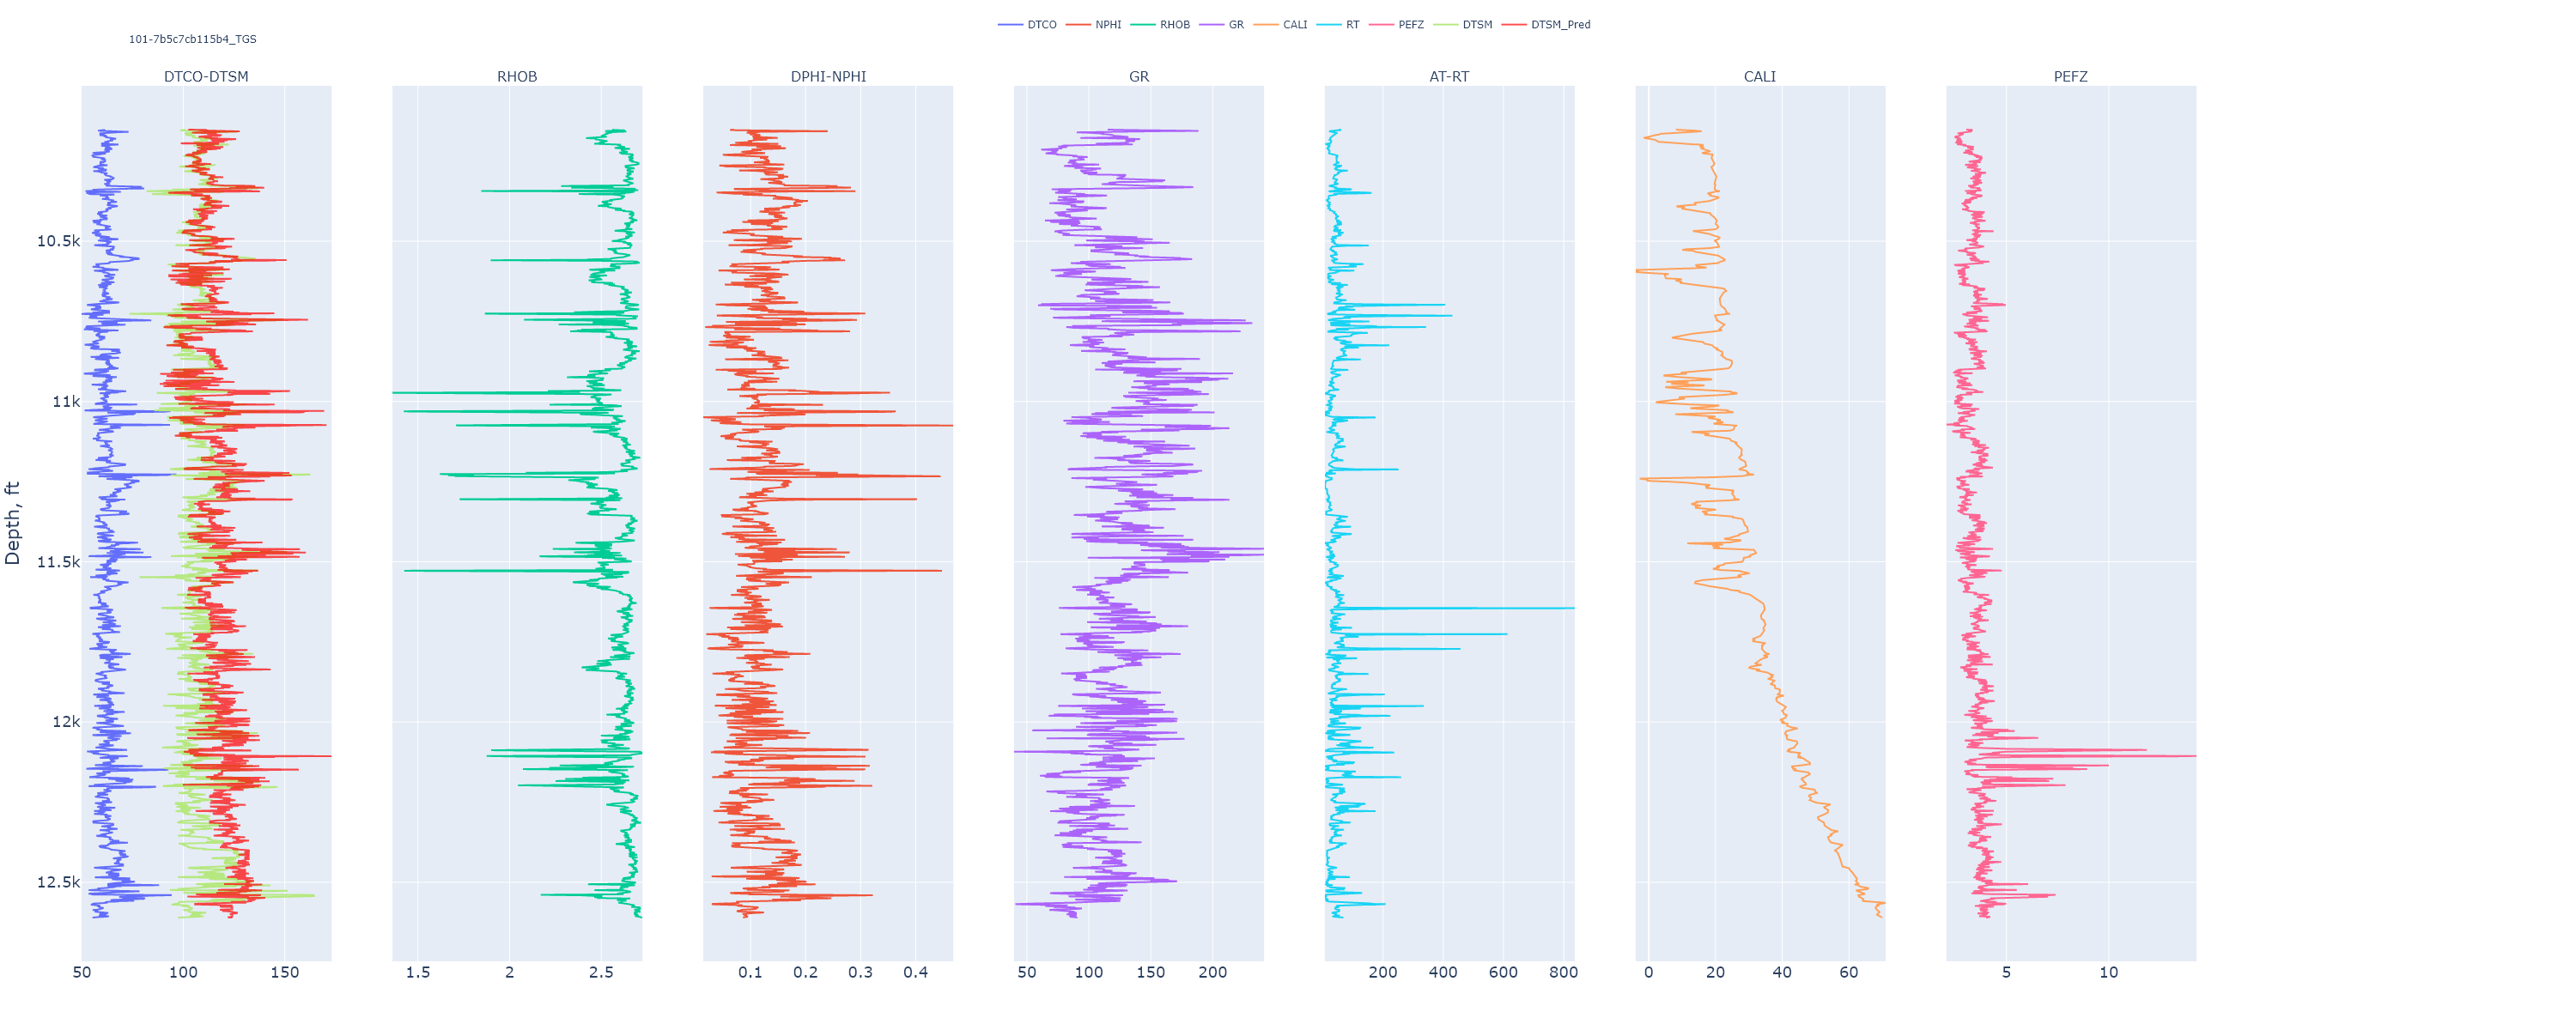 DTCO NPHI RHOB GR CALI RT PEFZ DTSM DTSM_Pred
101-7b5c7cb115b4_TGS
DTCO-DTSM RHOB DPHI-NPHI GR AT-RT CALI PEFZ
Depth, ft
10.5k
11k
11.5k
12k
12.5k
50 100 150 1.5 2 2.5 0.1 0.2 0.3 0.4 50 100 150 200 200 400 600 800 0 20 40 60 5 10